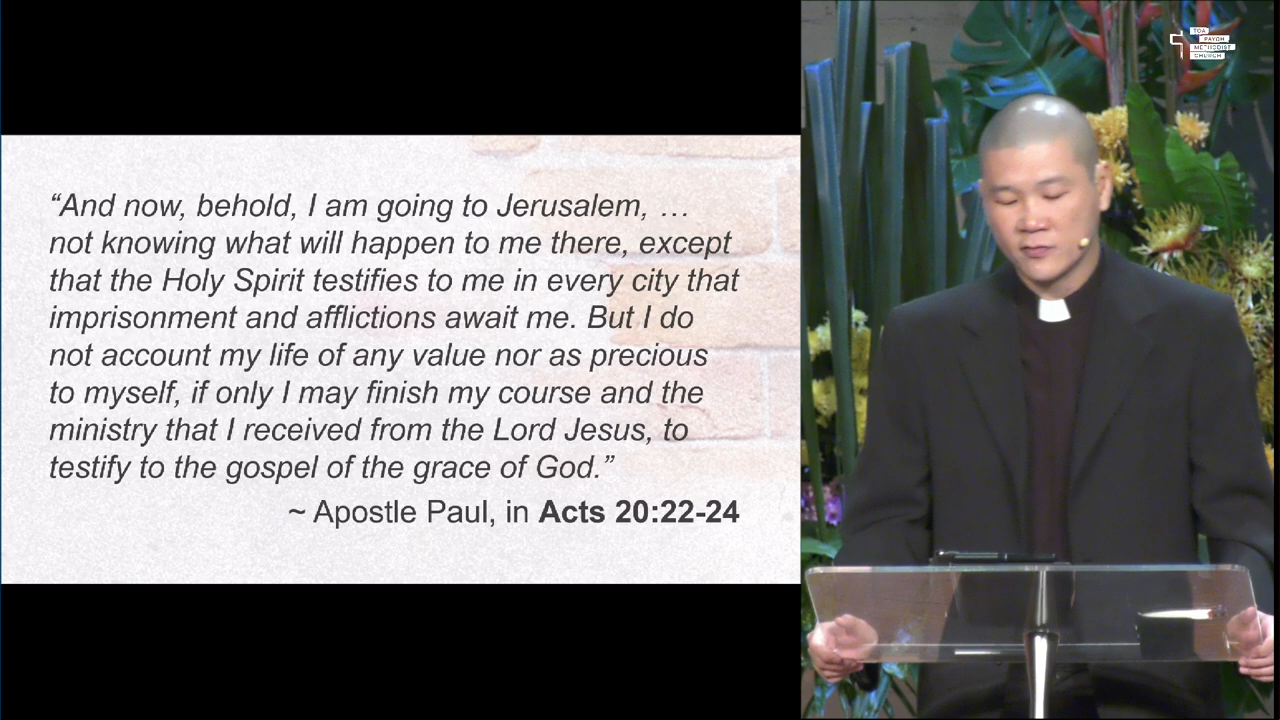 “And now, behold, I am going to Jerusalem, …
not knowing what will happen to me there, except
that the Holy Spirit testifies to me in every city that
imprisonment and afflictions await me. But I do
not account my life of any value nor as precious
to myself, if only I may finish my course and the
ministry that I received from the Lord Jesus, to
testify to the gospel of the grace of God.”
~ Apostle Paul, in Acts 20:22-24
TOA
PAYOH
METHODIST
CHURCH